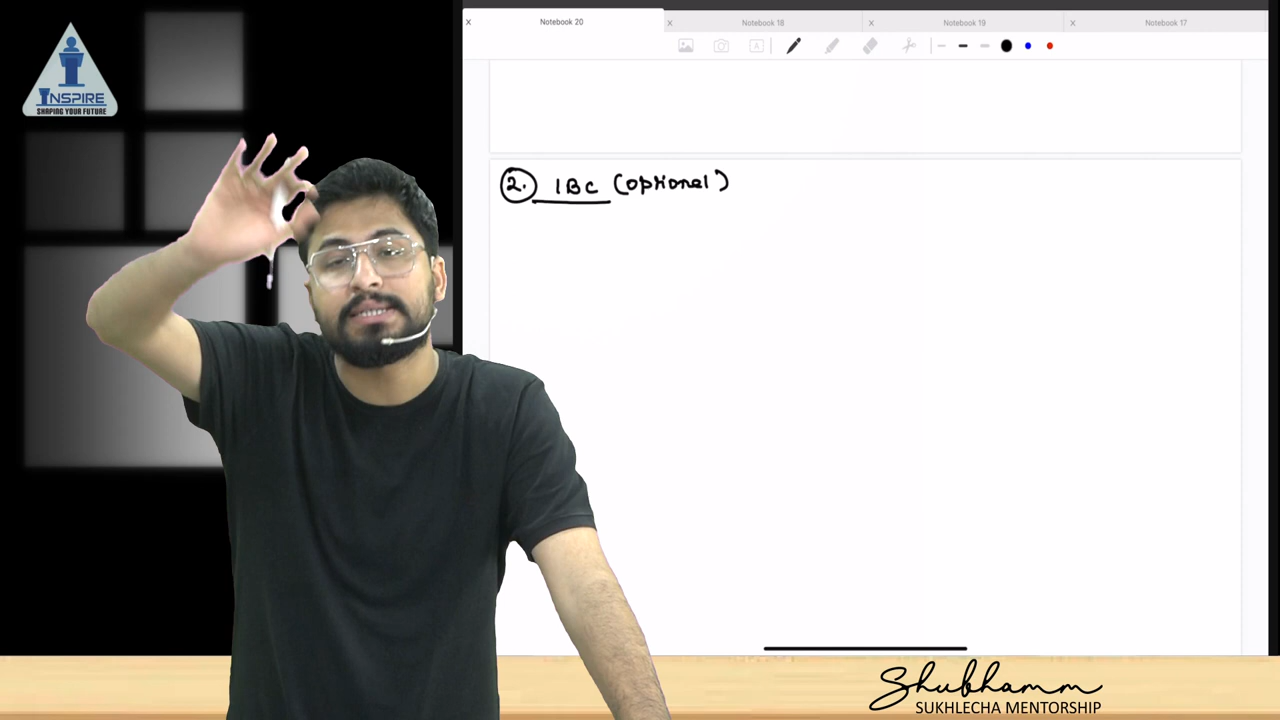 INSPIRE
SHAPING YOUR FUTURE
x Notebook 20 x Notebook 18 x Notebook 19 x Notebook 17
A
2. IBC (optional)
Shubhamm
SUKHLECHA MENTORSHIP